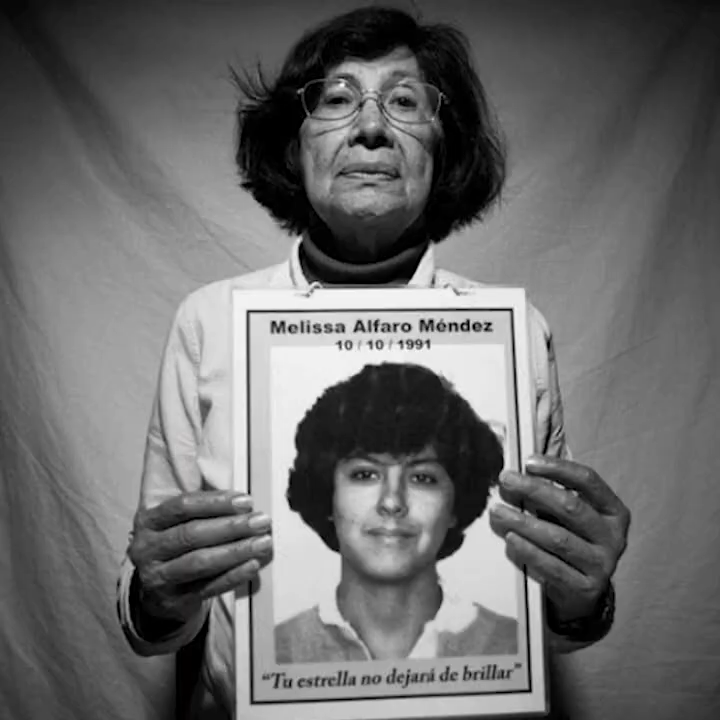 Melissa Alfaro Méndez
10 / 10 / 1991
“Tu estrella no dejará de brillar”